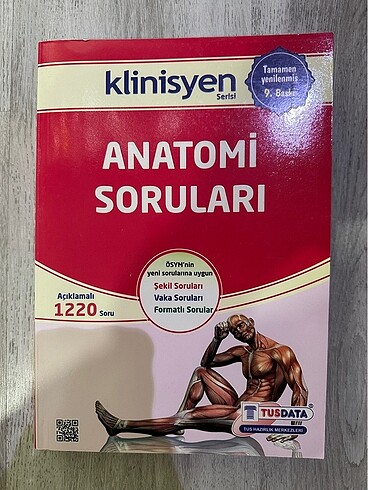 klinisyen
Serisi
Tamamen
yenilenmiş
9. Baskı
ANATOMİ
SORULARI
ÖSYM'nin
yeni sorularına uygun
Şekil Soruları
Vaka Soruları
Formatlı Sorular
Açıklamalı
1220 Soru
TUSDATA
TUS HAZIRLIK MERKEZLERİ